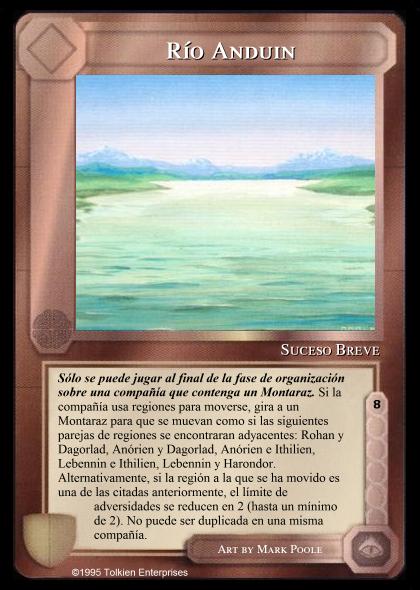 Río Anduin
Suceso Breve
Sólo se puede jugar al final de la fase de organización
sobre una compañía que contenga un Montaraz. Si la
compañía usa regiones para moverse, gira a un
Montaraz para que se muevan como si las siguientes
parejas de regiones se encontraran adyacentes: Rohan y
Dagorlad, Anórien y Dagorlad, Anórien e Ithilien,
Lebennin e Ithilien, Lebennin y Harondor.
Alternativamente, si la región a la que se ha movido es
una de las citadas anteriormente, el límite de
adversidades se reducen en 2 (hasta un mínimo
de 2). No puede ser duplicada en una misma
compañía.
8
Art by Mark Poole
©1995 Tolkien Enterprises